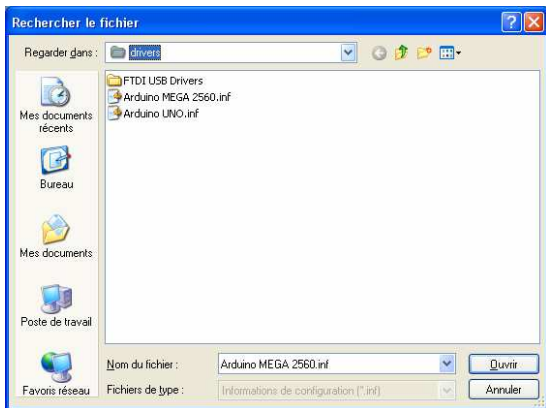 Rechercher le fichier
Regarder dans :
drivers
Mes documents
récents
Bureau
Mes documents
Poste de travail
Favoris réseau
FTDI USB Drivers
Arduino MEGA 2560.inf
Arduino UNO.inf
Nom du fichier :
Arduino MEGA 2560.inf
Ouvrir
Fichiers de type :
Informations de configuration (*.inf)
Annuler